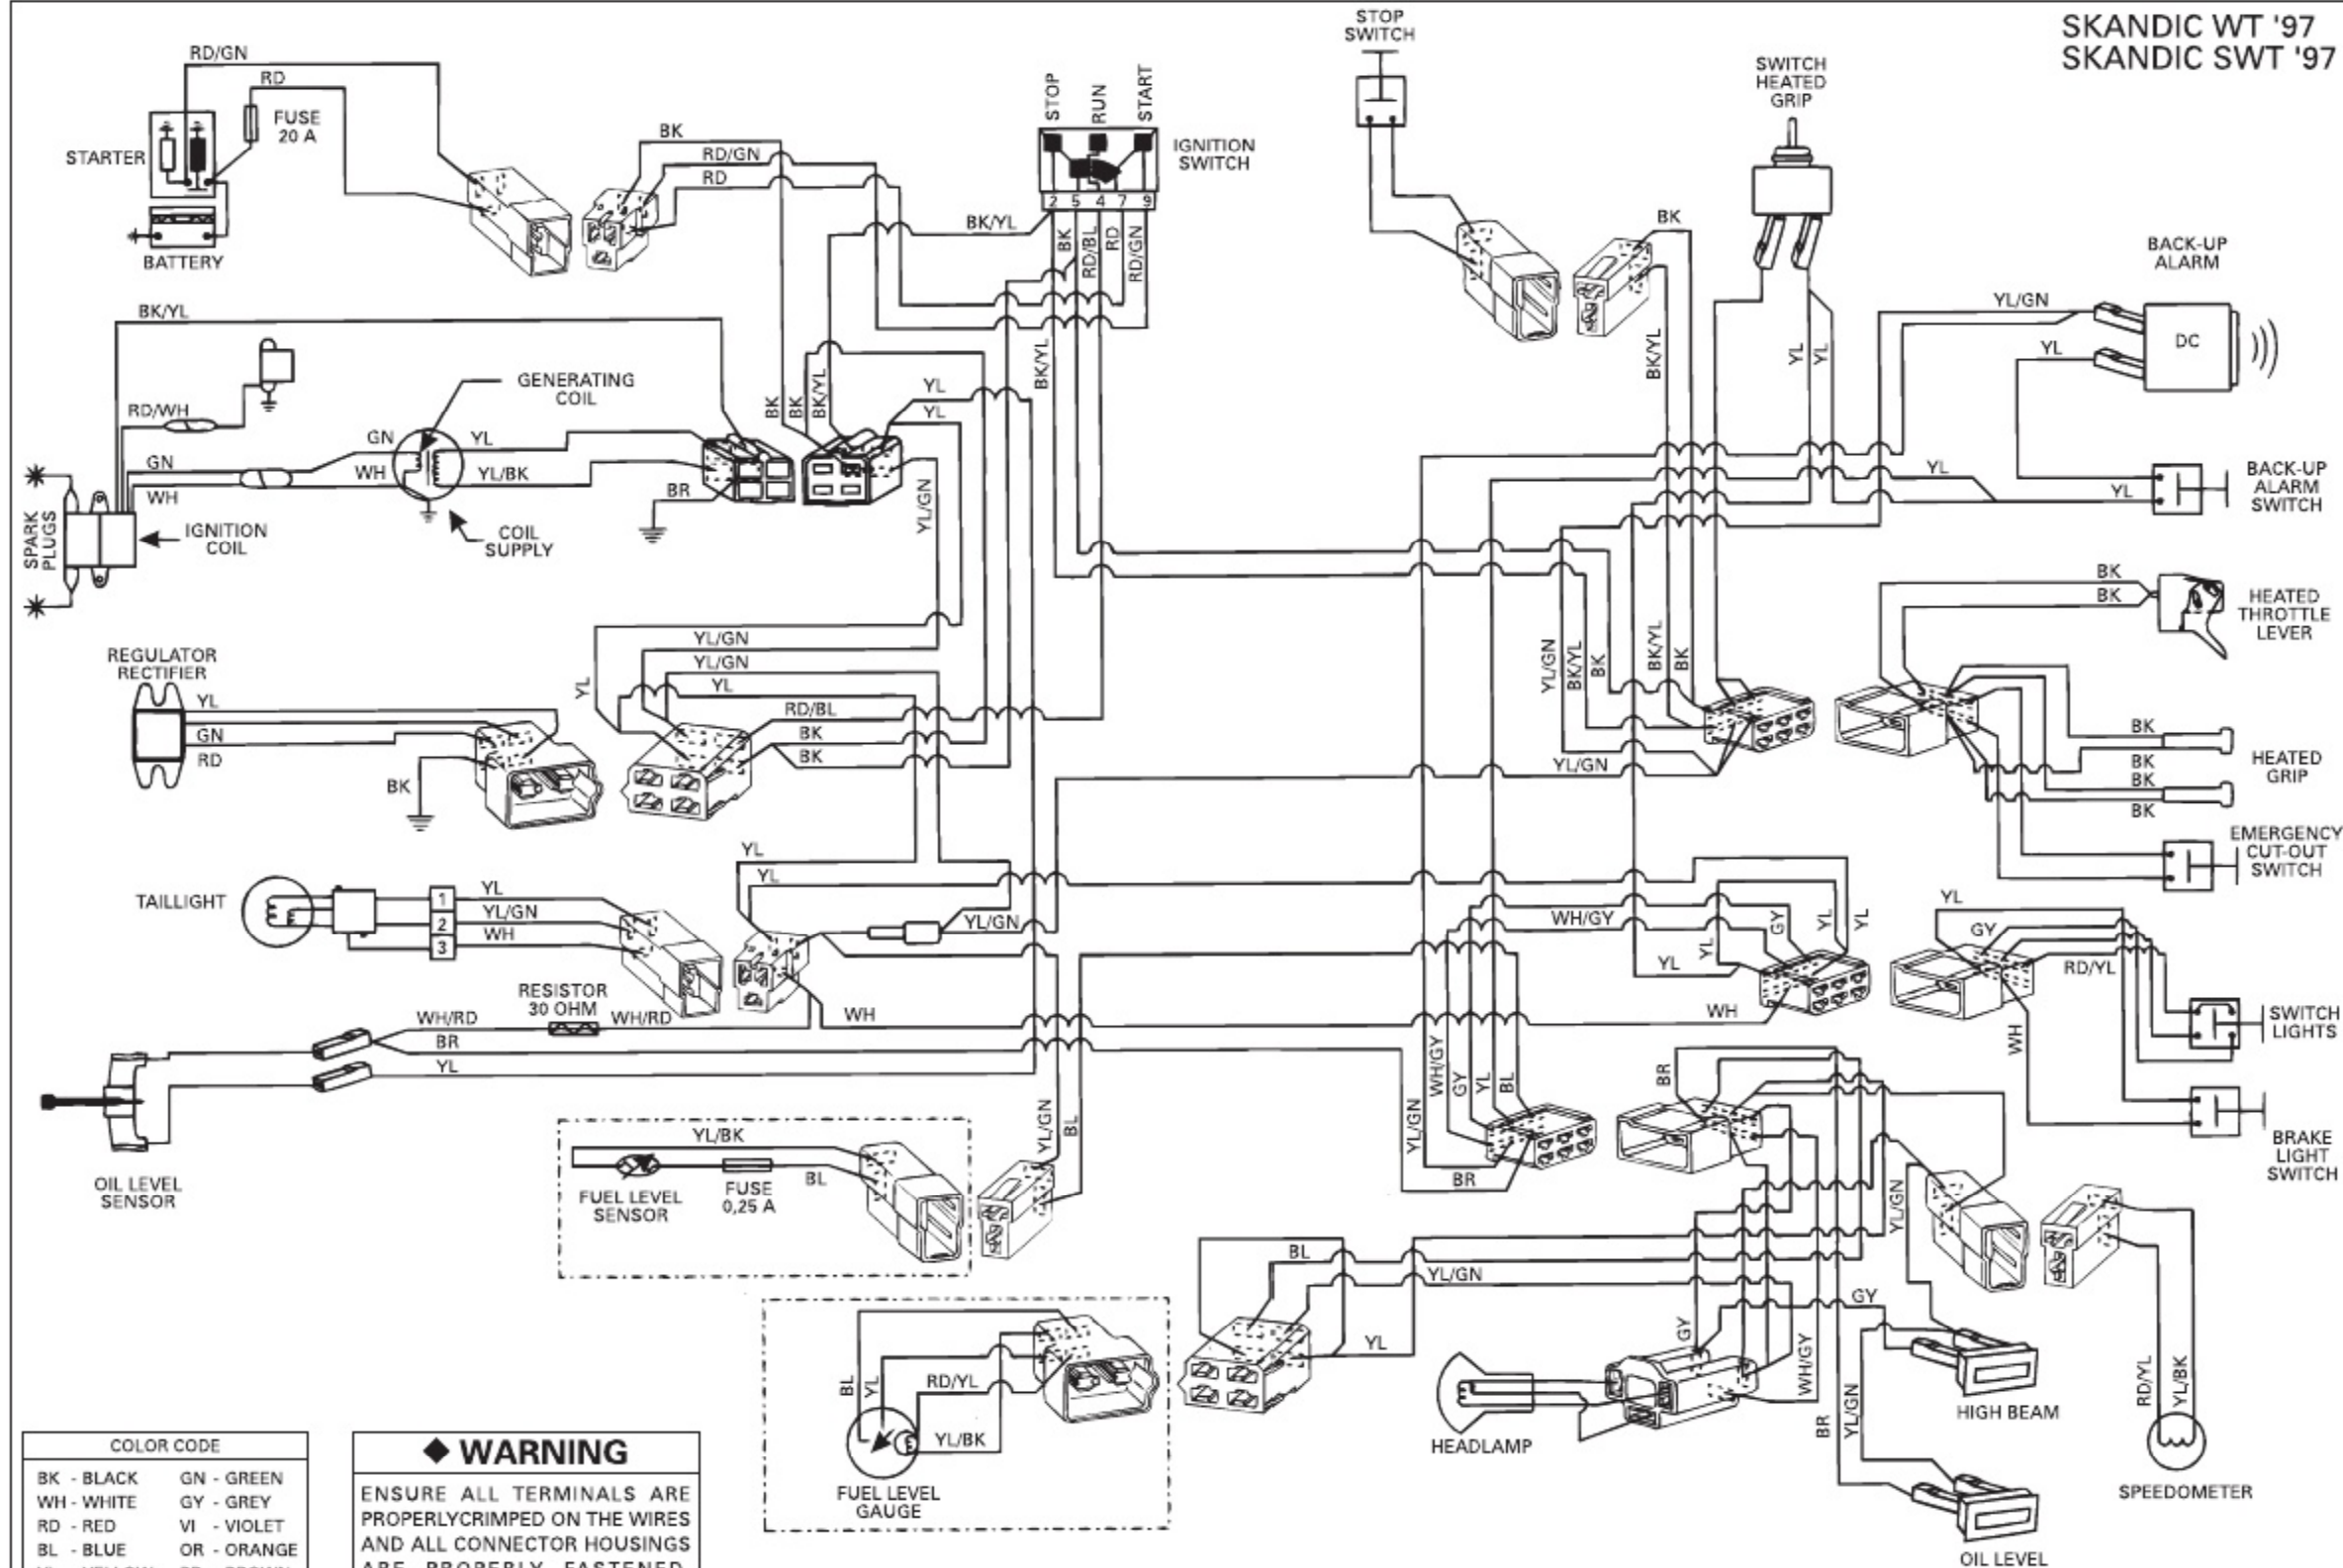 SKANDIC WT '97
SKANDIC SWT '97
STOP
SWITCH
SWITCH
HEATED
GRIP
RD/GN
RD
FUSE
20 A
STARTER
BATTERY
BK
RD/GN
RD
STOP
RUN
START
IGNITION
SWITCH
2 5 4 7 9
BK/YL
BK
RD/BL
RD
RD/GN
BK
BACK-UP
ALARM
YL/GN
DC
YL
BK/YL
RD/WH
GENERATING
COIL
GN
YL
GN
WH
YL/BK
WH
BR
SPARK
PLUGS
IGNITION
COIL
COIL
SUPPLY
BK
BK
BK/YL
YL
YL
YL/GN
BK/YL
BK/YL
YL
YL
YL
YL
BACK-UP
ALARM
SWITCH
BK
BK
HEATED
THROTTLE
LEVER
REGULATOR
RECTIFIER
YL
GN
RD
BK
YL
YL/GN
YL/GN
YL
RD/BL
BK
BK
YL/GN
BK/YL
BK
BK/YL
BK
YL/GN
BK
BK
BK
BK
HEATED
GRIP
EMERGENCY
CUT-OUT
SWITCH
TAILLIGHT
1
2
3
YL
YL/GN
WH
YL
YL
YL/GN
WH/GY
GY
YL
YL
YL
YL
YL
GY
RD/YL
WH
SWITCH
LIGHTS
RESISTOR
30 OHM
WH/RD
WH/RD
BR
YL
WH
WH
OIL LEVEL
SENSOR
YL/BK
FUEL LEVEL
SENSOR
FUSE
0,25 A
BL
YL/GN
BL
YL/GN
WH/GY
GY
YL
BL
BR
BR
BRAKE
LIGHT
SWITCH
YL/GN
BL
YL/GN
YL
GY
GY
WH/GY
BR
YL/GN
HIGH BEAM
RD/YL
YL/BK
SPEEDOMETER
HEADLAMP
OIL LEVEL
BL
YL
RD/YL
YL/BK
FUEL LEVEL
GAUGE
COLOR CODE
BK - BLACK GN - GREEN
WH - WHITE GY - GREY
RD - RED VI - VIOLET
BL - BLUE OR - ORANGE
◆ WARNING
ENSURE ALL TERMINALS ARE
PROPERLYCRIMPED ON THE WIRES
AND ALL CONNECTOR HOUSINGS
ARE PROPERLY FASTENED.